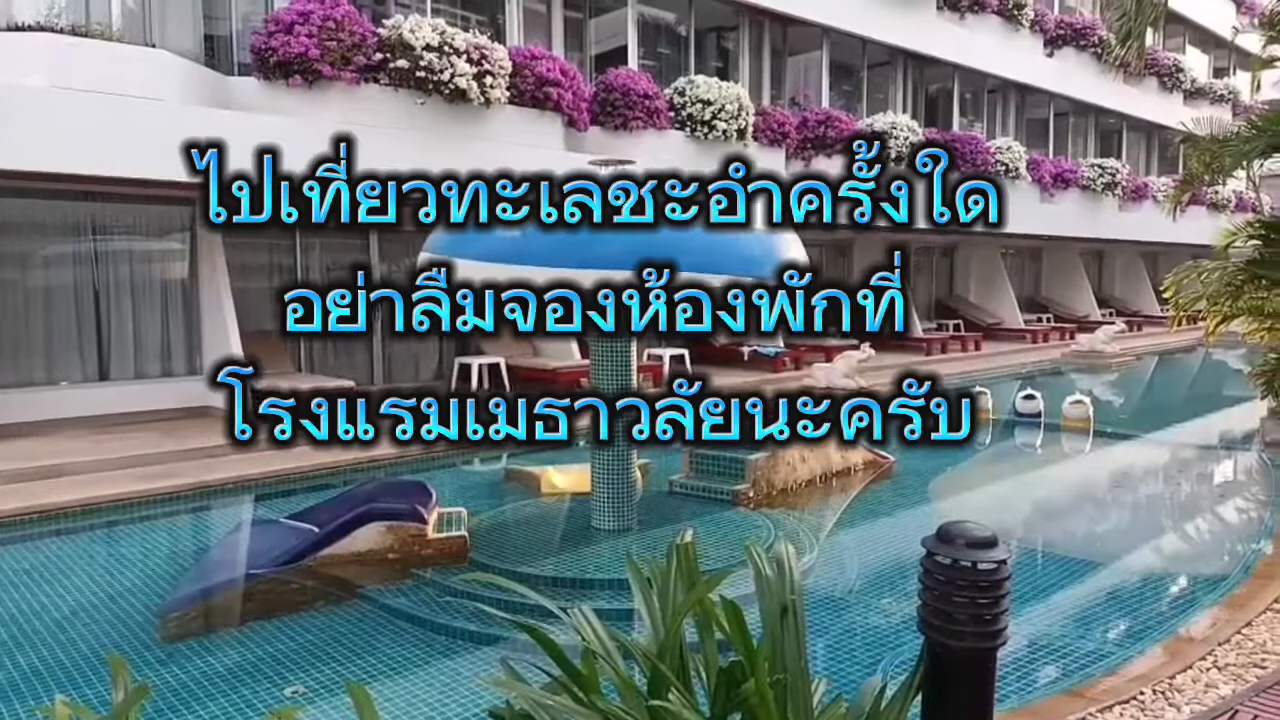 ไปเที่ยวทะเลชะอำครั้งใด
อย่าลืมจองห้องพักที่
โรงแรมเมธาวลัยนะครับ